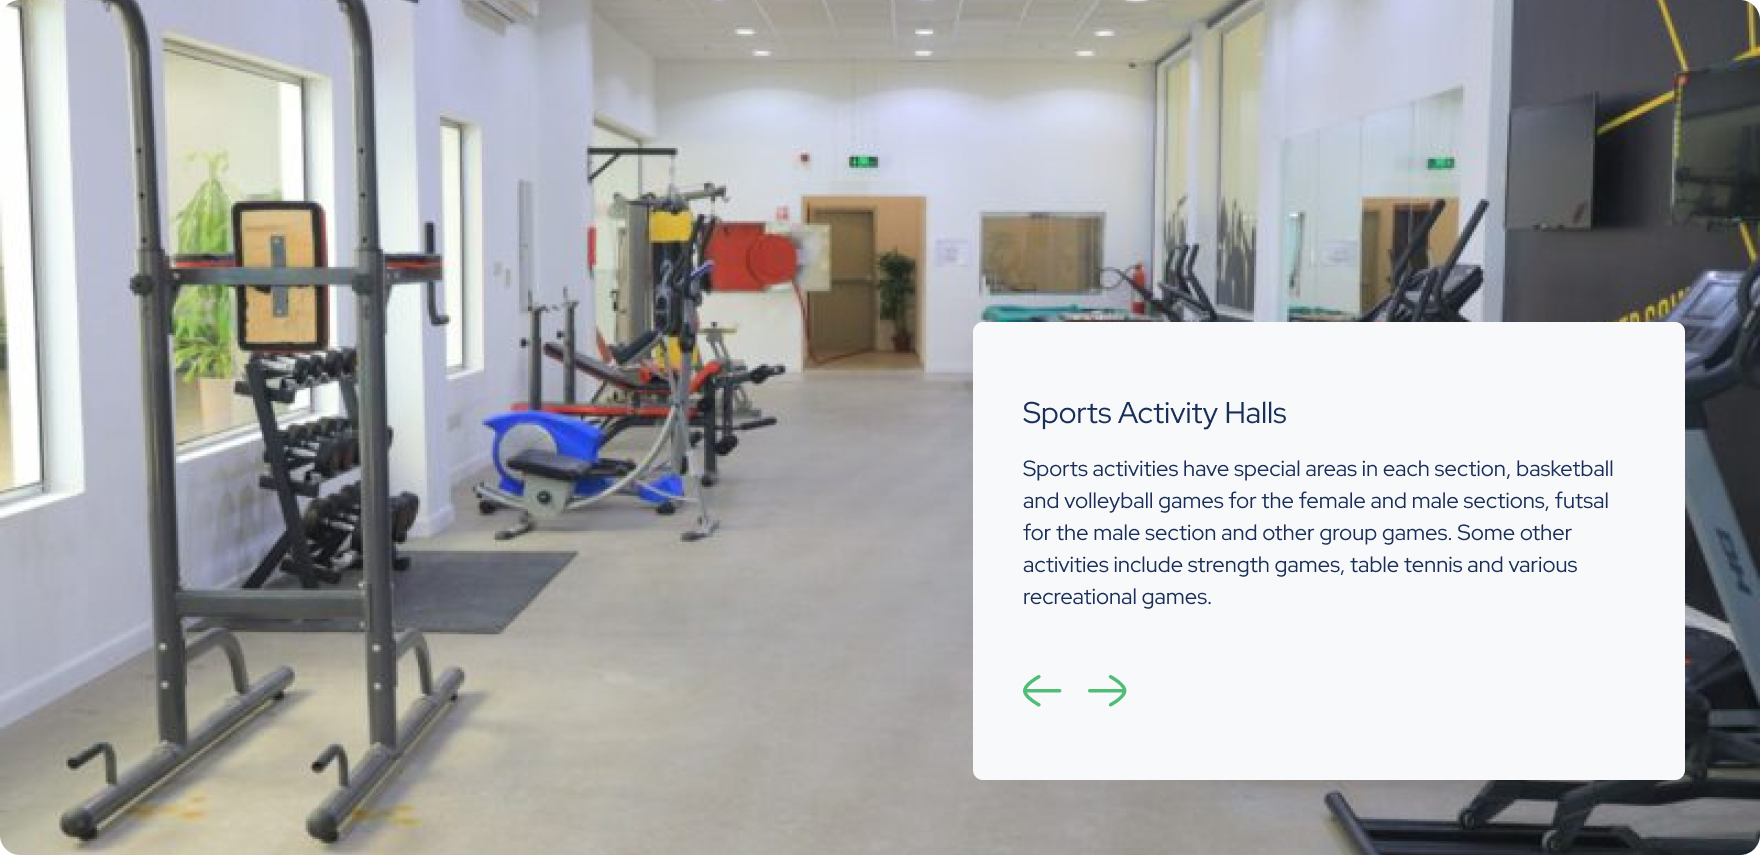 Sports Activity Halls
Sports activities have special areas in each section, basketball
and volleyball games for the female and male sections, futsal
for the male section and other group games. Some other
activities include strength games, table tennis and various
recreational games.